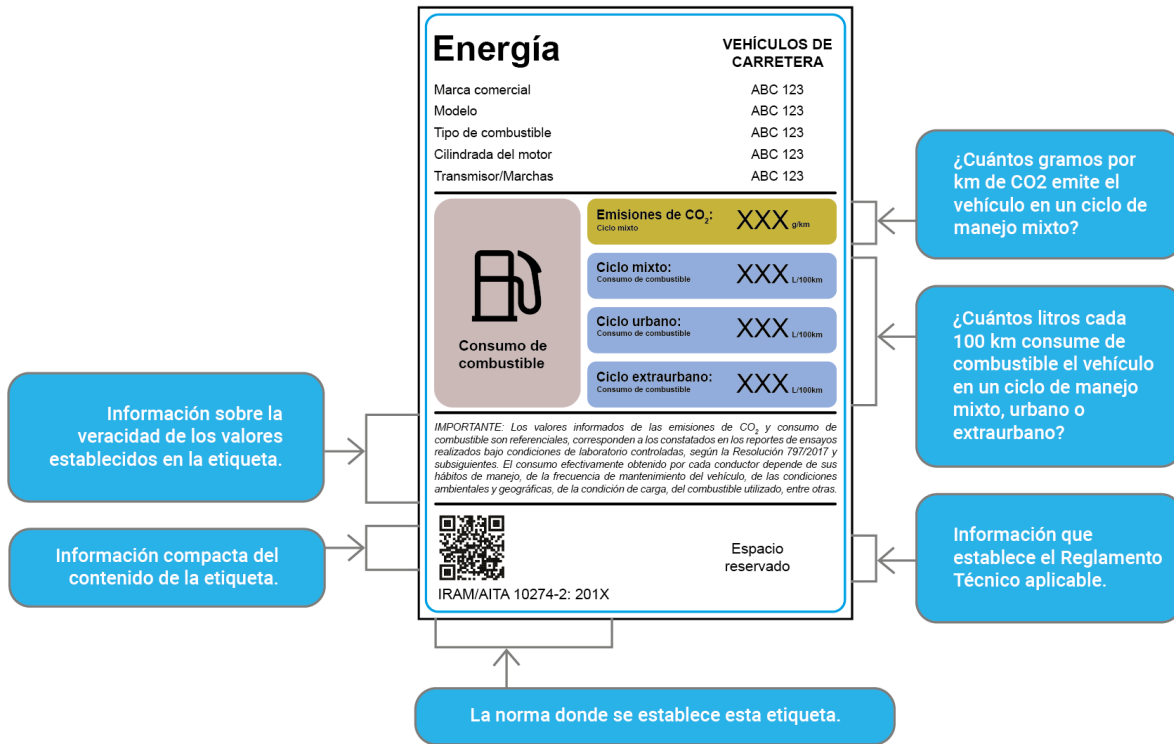 Energía
VEHÍCULOS DE
CARRETERA
Marca comercial ABC 123
Modelo ABC 123
Tipo de combustible ABC 123
Cilindrada del motor ABC 123
Transmisor/Marchas ABC 123
Consumo de
combustible
Emisiones de CO₂: XXX g/km
Ciclo mixto
Ciclo mixto: XXX L/100km
Consumo de combustible
Ciclo urbano: XXX L/100km
Consumo de combustible
Ciclo extraurbano: XXX L/100km
Consumo de combustible
IMPORTANTE: Los valores informados de las emisiones de CO₂ y consumo de
combustible son referenciales, corresponden a los constatados en los reportes de ensayos
realizados bajo condiciones de laboratorio controladas, según la Resolución 797/2017 y
subsiguientes. El consumo efectivamente obtenido por cada conductor depende de sus
hábitos de manejo, de la frecuencia de mantenimiento del vehículo, de las condiciones
ambientales y geográficas, de la condición de carga, del combustible utilizado, entre otras.
Espacio
reservado
IRAM/AITA 10274-2: 201X
¿Cuántos gramos por
km de CO2 emite el
vehículo en un ciclo de
manejo mixto?
¿Cuántos litros cada
100 km consume de
combustible el vehículo
en un ciclo de manejo
mixto, urbano o
extraurbano?
Información sobre la
veracidad de los valores
establecidos en la etiqueta.
Información compacta del
contenido de la etiqueta.
Información que
establece el Reglamento
Técnico aplicable.
La norma donde se establece esta etiqueta.